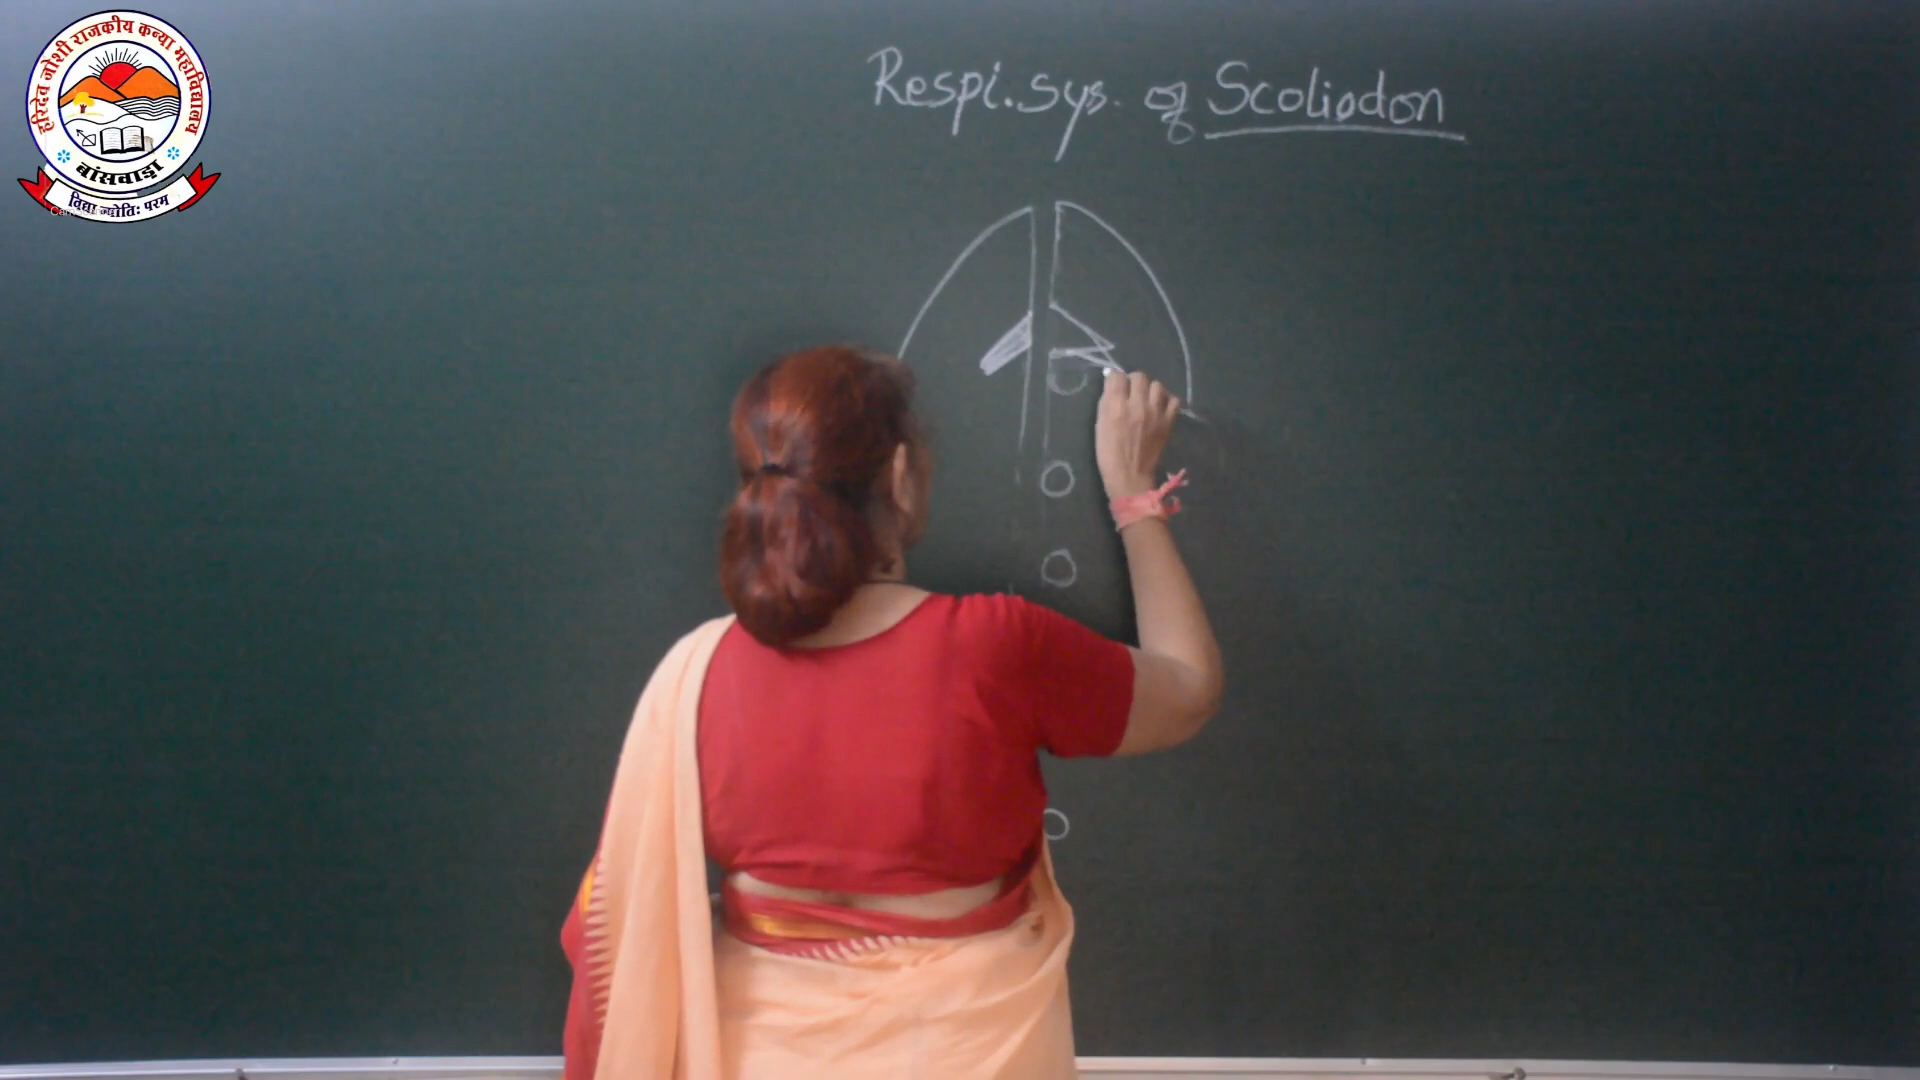 हरिदेव जोशी राजकीय कन्या महाविद्यालय
बांसवाड़ा
विद्या ज्योतिः परम
Respi. Sys. of Scoliodon